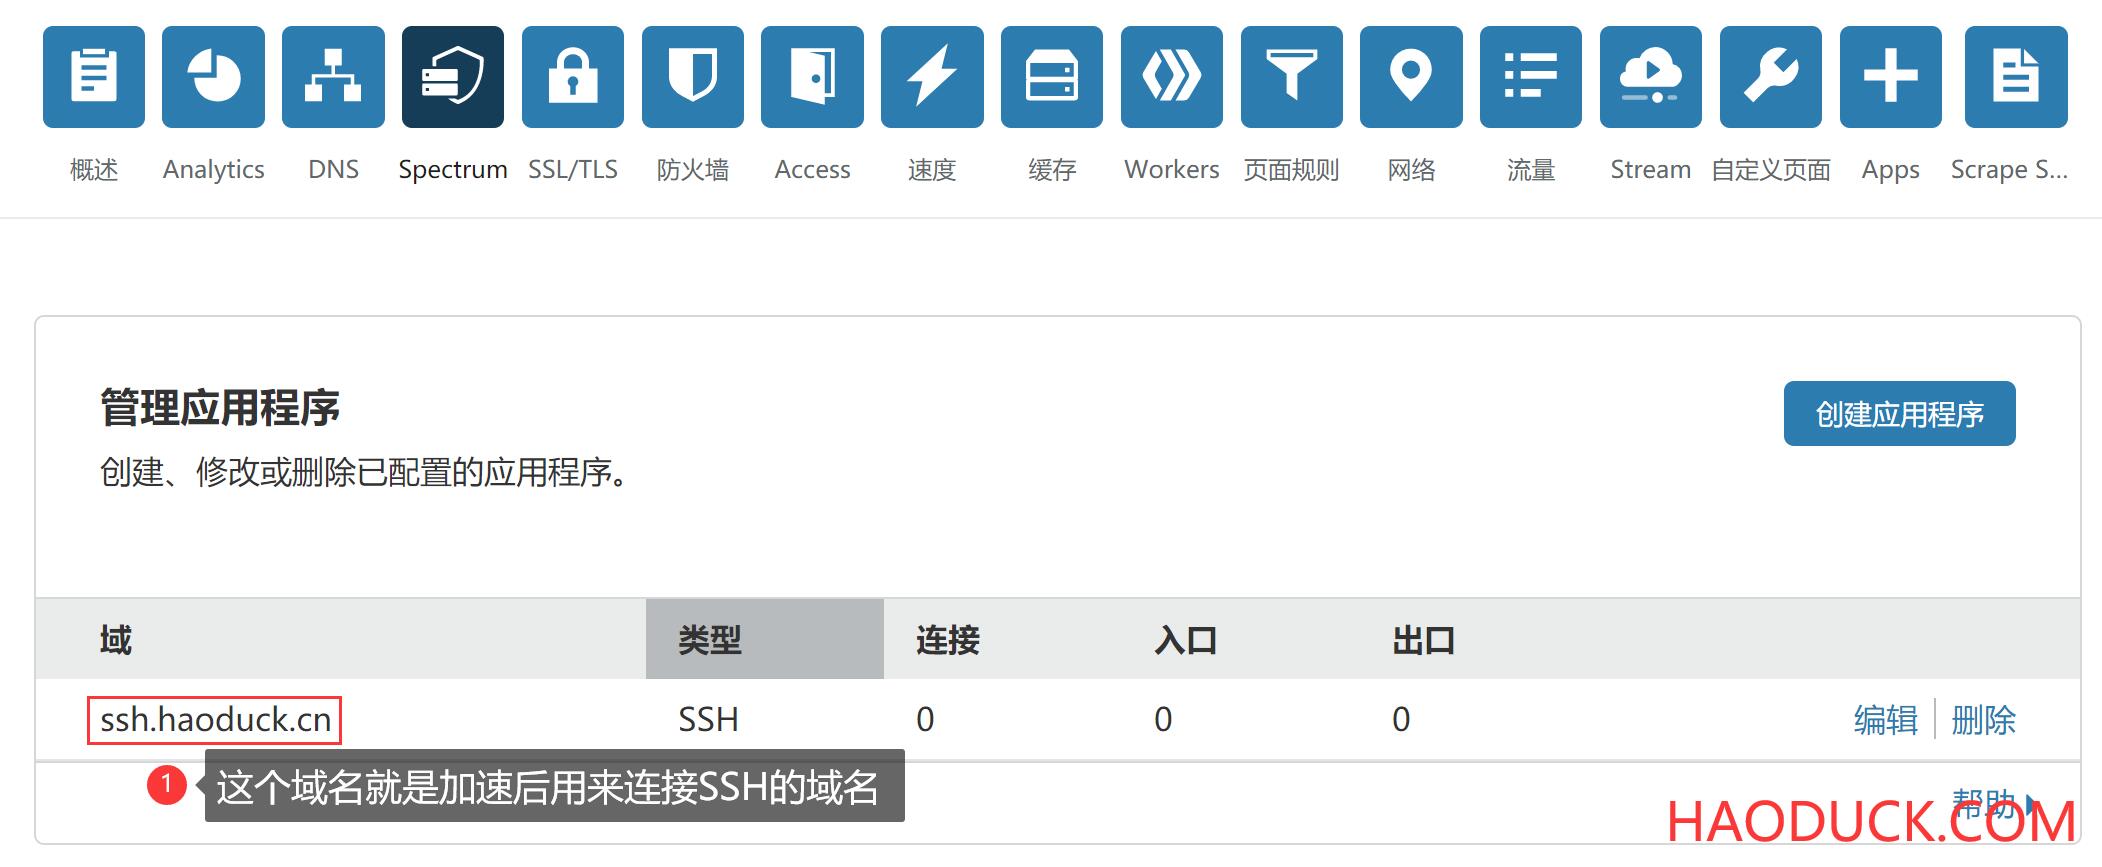 概述 Analytics DNS Spectrum SSL/TLS 防火墙 Access 速度 缓存 Workers 页面规则 网络 流量 Stream 自定义页面 Apps Scrape S...
管理应用程序
创建应用程序
创建、修改或删除已配置的应用程序。
域 类型 连接 入口 出口
ssh.haoduck.cn SSH 0 0 0 编辑 删除
1 这个域名就是加速后用来连接SSH的域名
帮助
HAODUCK.COM